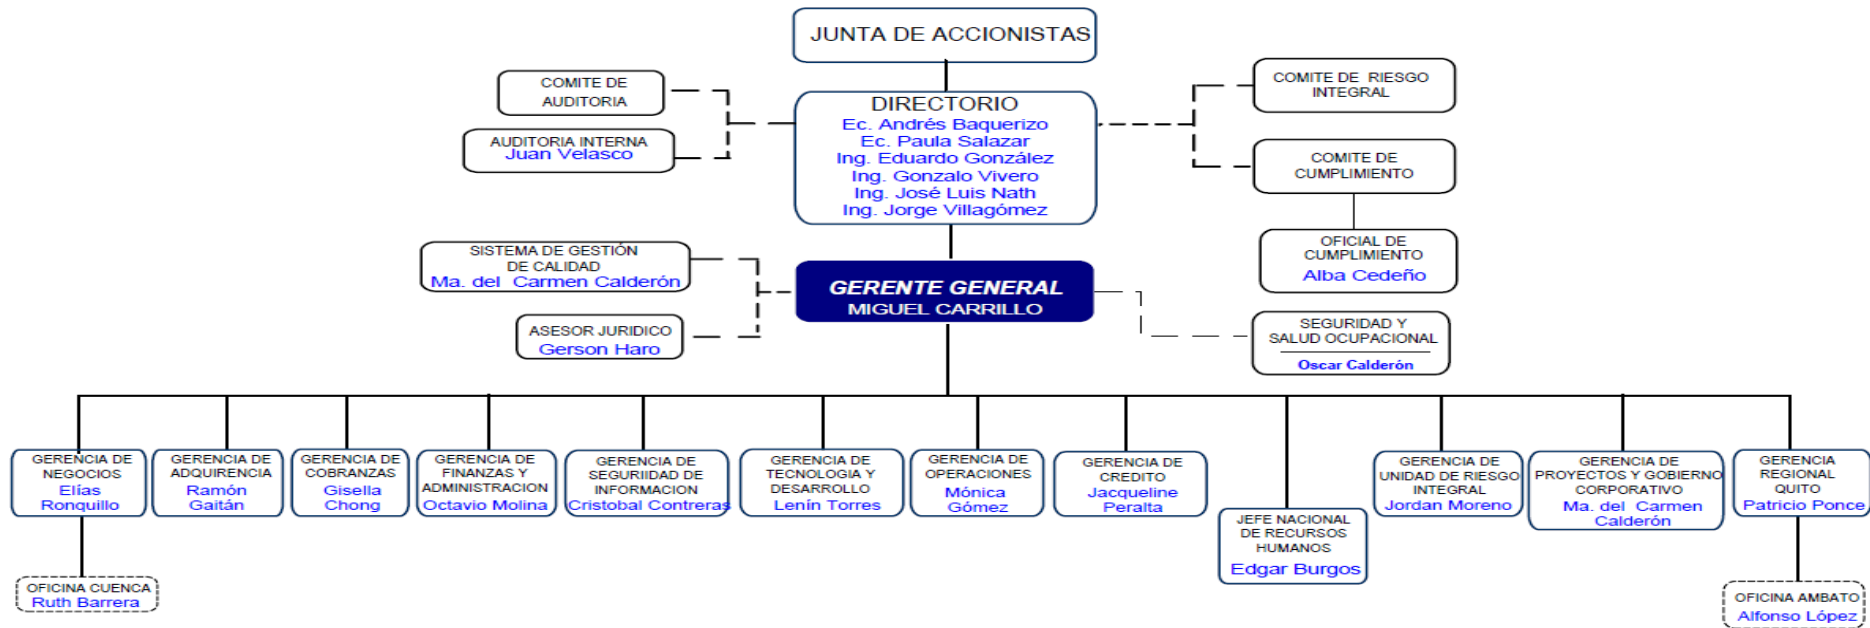 JUNTA DE ACCIONISTAS
COMITE DE
AUDITORIA
AUDITORIA INTERNA
Juan Velasco
DIRECTORIO
Ec. Andrés Baquerizo
Ec. Paula Salazar
Ing. Eduardo González
Ing. Gonzalo Vivero
Ing. José Luis Nath
Ing. Jorge Villagómez
COMITE DE RIESGO
INTEGRAL
COMITE DE
CUMPLIMIENTO
OFICIAL DE
CUMPLIMIENTO
Alba Cedeño
SISTEMA DE GESTIÓN
DE CALIDAD
Ma. del Carmen Calderón
ASESOR JURIDICO
Gerson Haro
GERENTE GENERAL
MIGUEL CARRILLO
SEGURIDAD Y
SALUD OCUPACIONAL
Oscar Calderón
GERENCIA DE
NEGOCIOS
Elías
Ronquillo
GERENCIA DE
ADQUIRENCIA
Ramón
Gaitán
GERENCIA DE
COBRANZAS
Gisella
Chong
GERENCIA DE
FINANZAS Y
ADMINISTRACION
Octavio Molina
GERENCIA DE
SEGURIIDAD DE
INFORMACION
Cristobal Contreras
GERENCIA DE
TECNOLOGIA Y
DESARROLLO
Lenín Torres
GERENCIA DE
OPERACIONES
Mónica
Gómez
GERENCIA DE
CREDITO
Jacqueline
Peralta
JEFE NACIONAL
DE RECURSOS
HUMANOS
Edgar Burgos
GERENCIA DE
UNIDAD DE RIESGO
INTEGRAL
Jordan Moreno
GERENCIA DE
PROYECTOS Y GOBIERNO
CORPORATIVO
Ma. del Carmen
Calderón
GERENCIA
REGIONAL
QUITO
Patricio Ponce
OFICINA CUENCA
Ruth Barrera
OFICINA AMBATO
Alfonso López